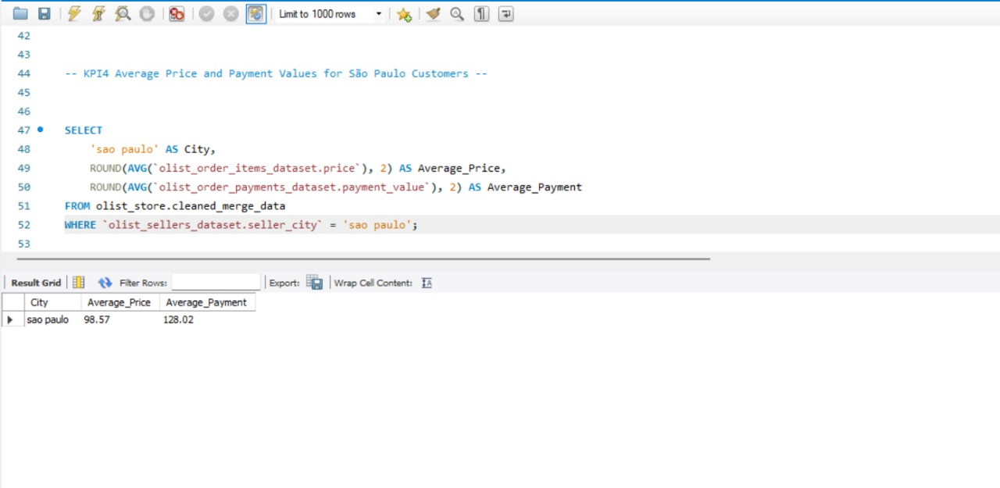 Limit to 1000 rows
42
43
44 -- KPI4 Average Price and Payment Values for São Paulo Customers --
45
46
47 SELECT
48 'sao paulo' AS City,
49 ROUND(AVG(`olist_order_items_dataset.price`), 2) AS Average_Price,
50 ROUND(AVG(`olist_order_payments_dataset.payment_value`), 2) AS Average_Payment
51 FROM olist_store.cleaned_merge_data
52 WHERE `olist_sellers_dataset.seller_city` = 'sao paulo';
53
Result Grid Filter Rows: Export: Wrap Cell Content: IA
City Average_Price Average_Payment
sao paulo 98.57 128.02